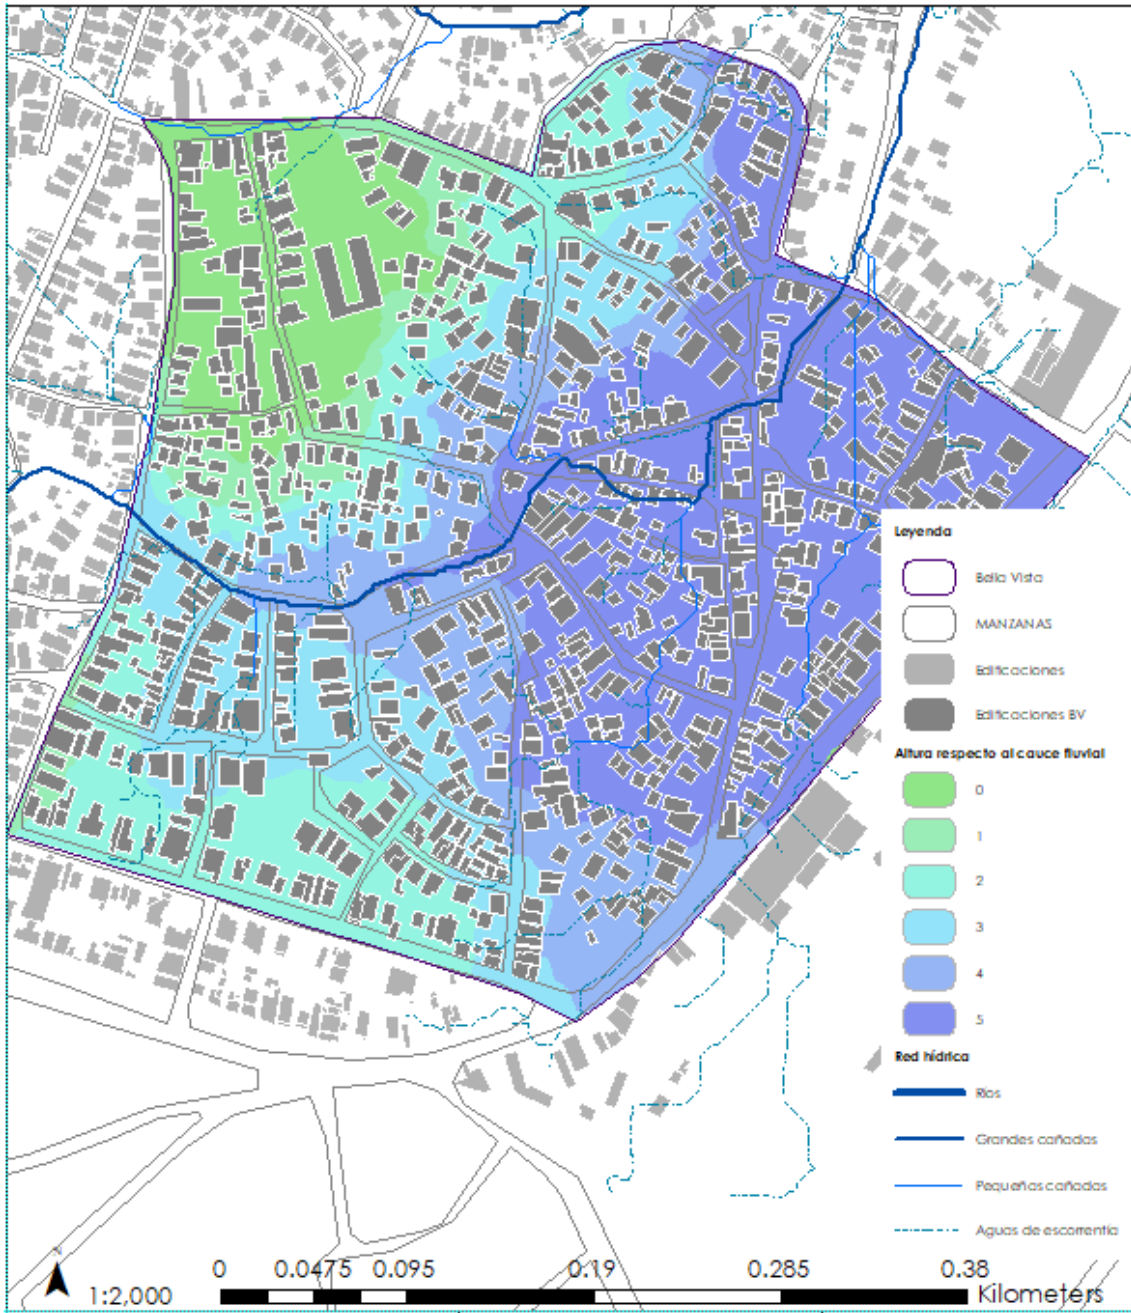 Leyenda
Bella Vista
MANZANAS
Edificaciones
Edificaciones BV
Altura respecto al cauce fluvial
0
1
2
3
4
5
Red hídrica
Ríos
Grandes cañadas
Pequeñas cañadas
Aguas de escorrentía
N
0 0.0475 0.095 0.19 0.285 0.38
1:2,000 Kilometers